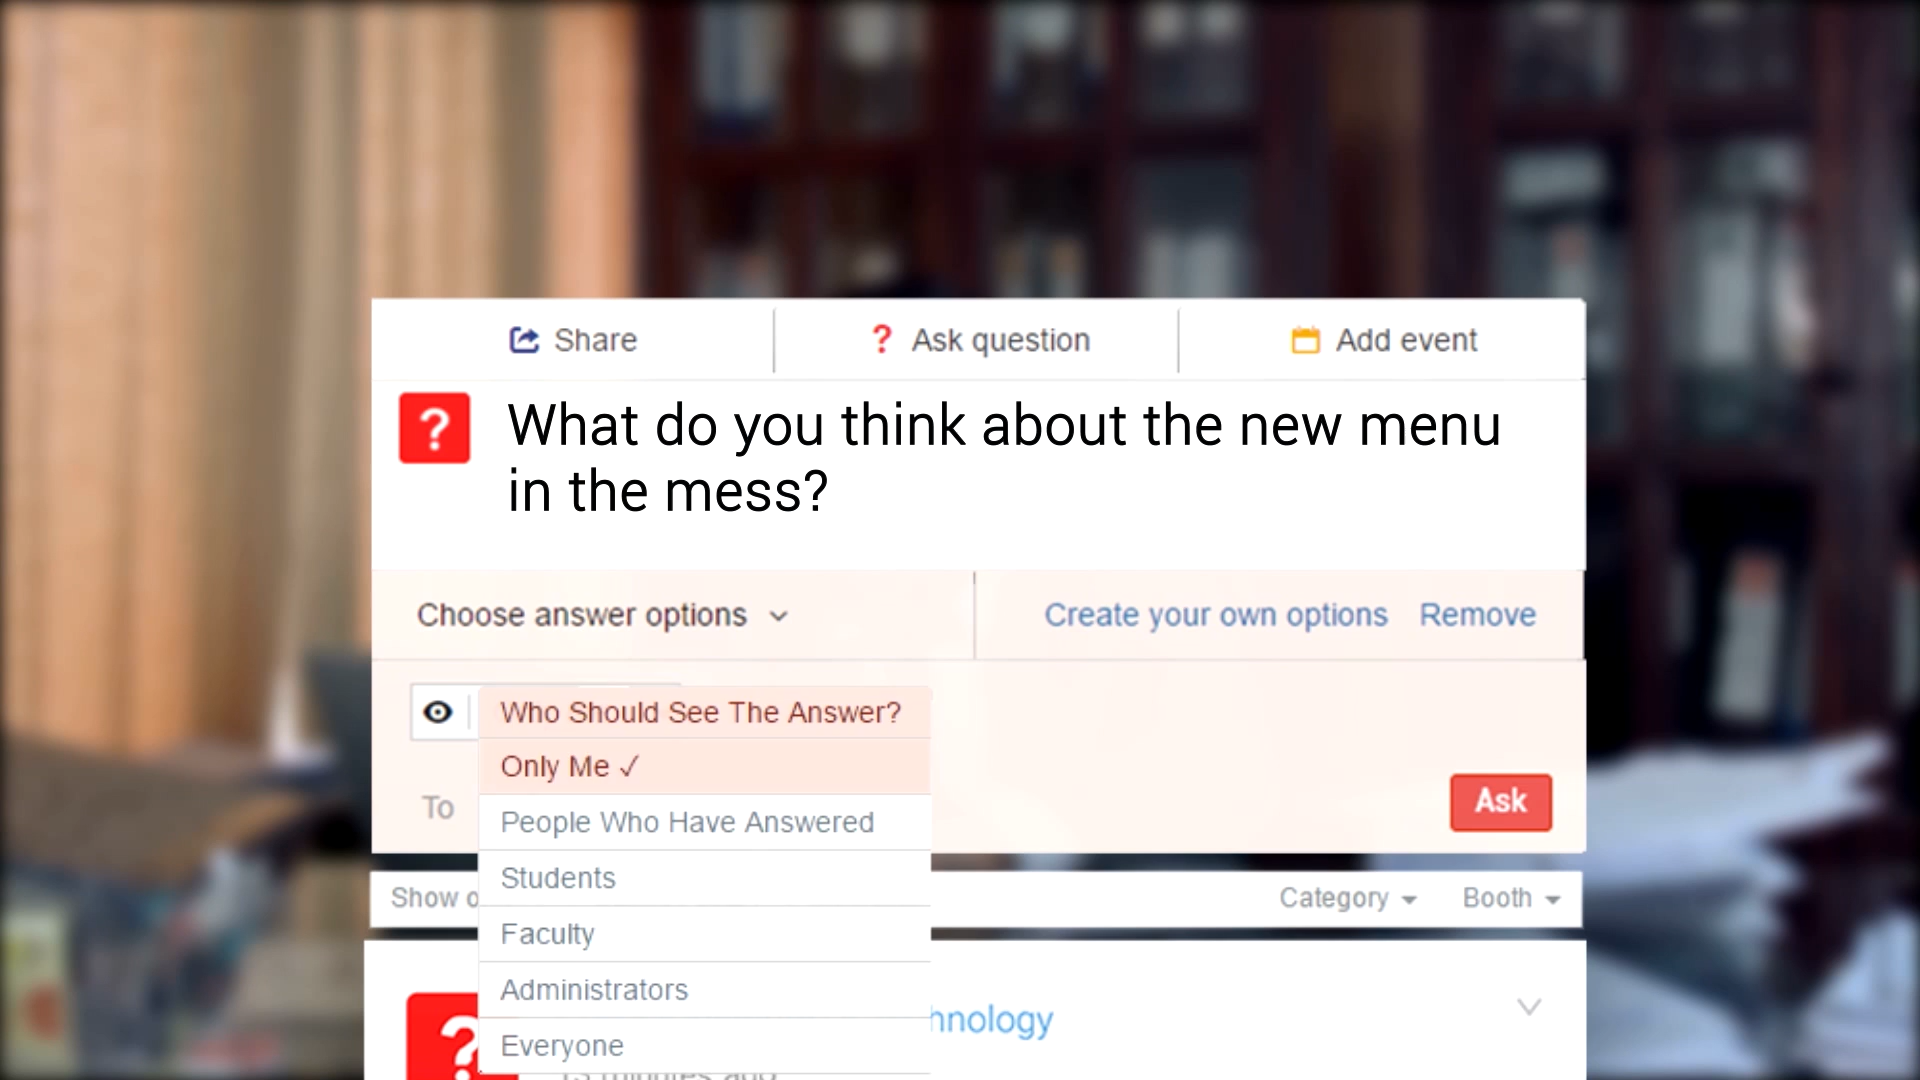 Share
? Ask question
Add event
?
What do you think about the new menu
in the mess?
Choose answer options
Create your own options
Remove
Who Should See The Answer?
Only Me ✓
To
People Who Have Answered
Ask
Students
Show
Category
Booth
Faculty
Administrators
?
Everyone